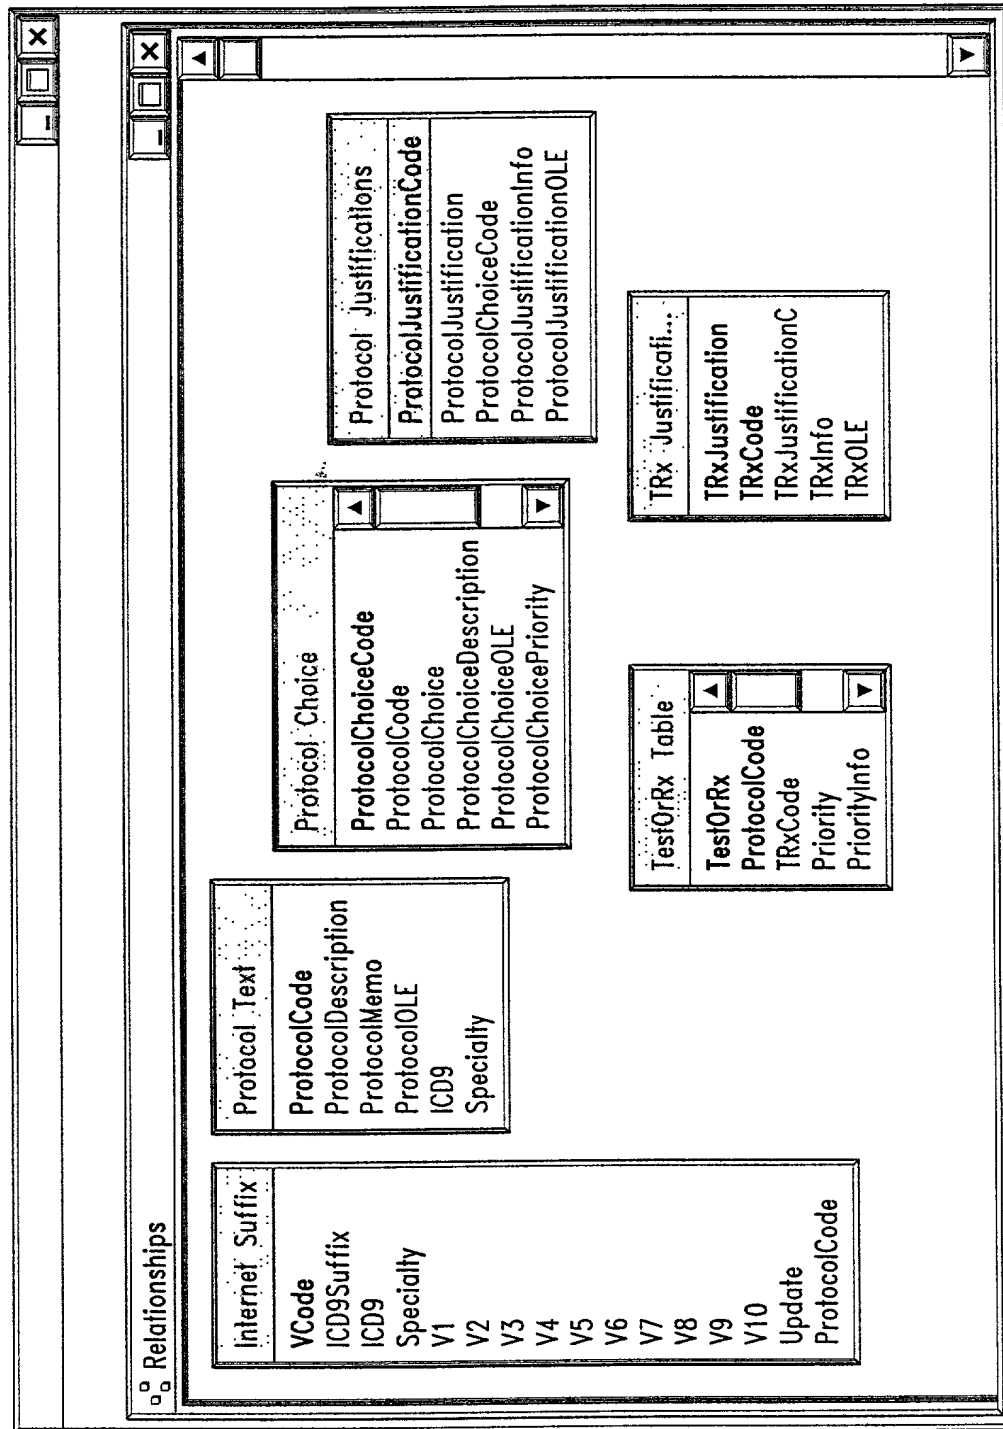 Relationships
Internet Suffix
VCode
ICD9Suffix
ICD9
Specialty
V1
V2
V3
V4
V5
V6
V7
V8
V9
V10
Update
ProtocolCode
Protocol Text
ProtocolCode
ProtocolDescription
ProtocolMemo
ProtocolOLE
ICD9
Specialty
Protocol Choice
ProtocolChoiceCode
ProtocolCode
ProtocolChoice
ProtocolChoiceDescription
ProtocolChoiceOLE
ProtocolChoicePriority
Protocol Justifications
ProtocolJustificationCode
ProtocolJustification
ProtocolChoiceCode
ProtocolJustificationInfo
ProtocolJustificationOLE
TestOrRx Table
TestOrRx
ProtocolCode
TRxCode
Priority
PriorityInfo
TRx Justificati...
TRxJustification
TRxCode
TRxJustificationC
TRxInfo
TRxOLE